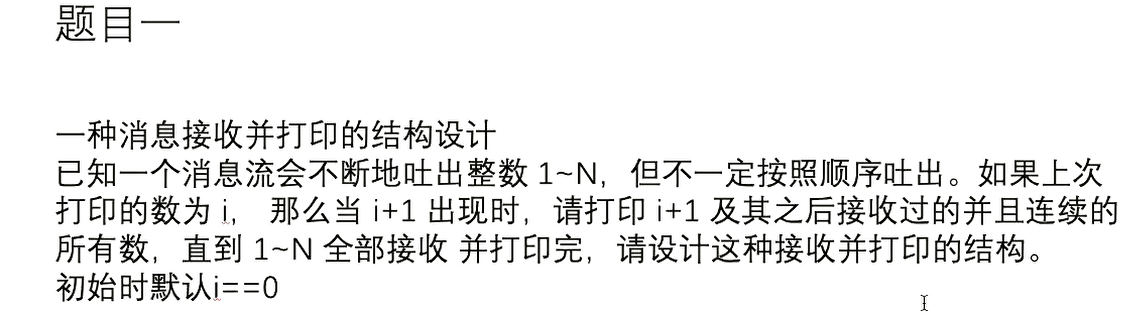 题目一
一种消息接收并打印的结构设计
已知一个消息流会不断地吐出整数 1~N，但不一定按照顺序吐出。如果上次
打印的数为 i， 那么当 i+1 出现时，请打印 i+1 及其之后接收过的并且连续的
所有数，直到 1~N 全部接收 并打印完，请设计这种接收并打印的结构。
初始时默认i==0